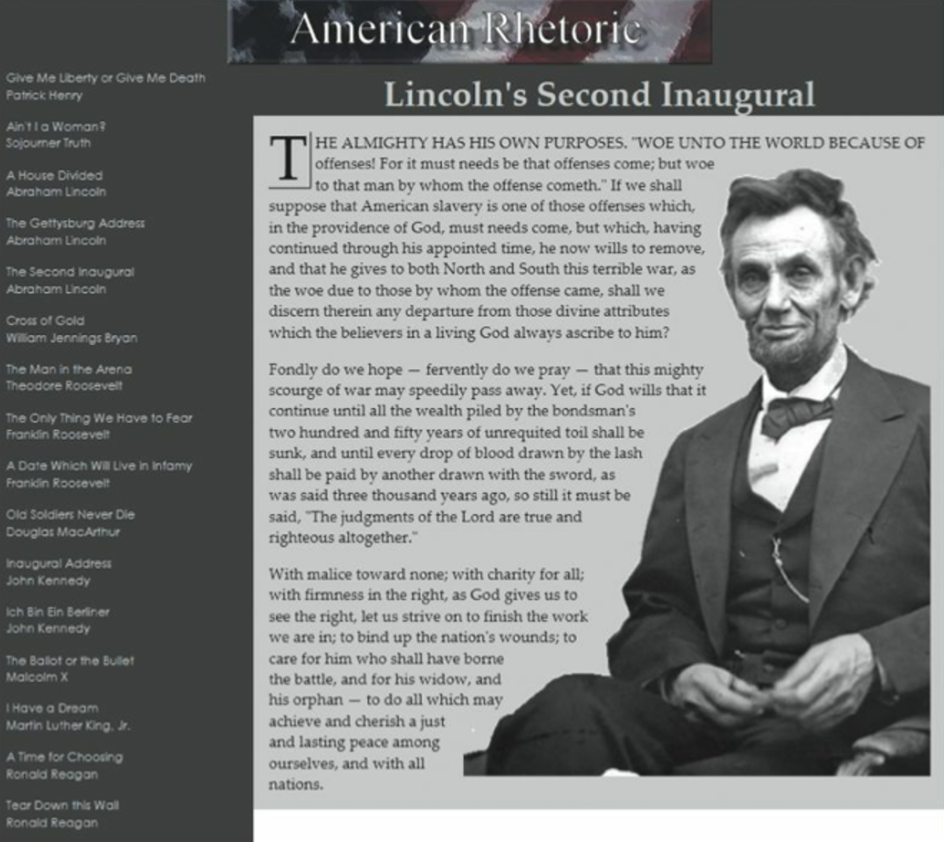 American Rhetoric
Give Me Liberty or Give Me Death
Patrick Henry
Ain't I a Woman?
Sojourner Truth
A House Divided
Abraham Lincoln
The Gettysburg Address
Abraham Lincoln
The Second Inaugural
Abraham Lincoln
Cross of Gold
William Jennings Bryan
The Man in the Arena
Theodore Roosevelt
The Only Thing We Have to Fear
Franklin Roosevelt
A Date Which Will Live in Infamy
Franklin Roosevelt
Old Soldiers Never Die
Douglas MacArthur
Inaugural Address
John Kennedy
Ich Bin Ein Berliner
John Kennedy
The Ballot or the Bullet
Malcolm X
I Have a Dream
Martin Luther King, Jr.
A Time for Choosing
Ronald Reagan
Tear Down this Wall
Ronald Reagan
Lincoln's Second Inaugural
THE ALMIGHTY HAS HIS OWN PURPOSES. "WOE UNTO THE WORLD BECAUSE OF
offenses! For it must needs be that offenses come; but woe
to that man by whom the offense cometh." If we shall
suppose that American slavery is one of those offenses which,
in the providence of God, must needs come, but which, having
continued through his appointed time, he now wills to remove,
and that he gives to both North and South this terrible war, as
the woe due to those by whom the offense came, shall we
discern therein any departure from those divine attributes
which the believers in a living God always ascribe to him?
Fondly do we hope — fervently do we pray — that this mighty
scourge of war may speedily pass away. Yet, if God wills that it
continue until all the wealth piled by the bondsman's
two hundred and fifty years of unrequited toil shall be
sunk, and until every drop of blood drawn by the lash
shall be paid by another drawn with the sword, as
was said three thousand years ago, so still it must be
said, "The judgments of the Lord are true and
righteous altogether."
With malice toward none; with charity for all;
with firmness in the right, as God gives us to
see the right, let us strive on to finish the work
we are in; to bind up the nation's wounds; to
care for him who shall have borne
the battle, and for his widow, and
his orphan — to do all which may
achieve and cherish a just
and lasting peace among
ourselves, and with all
nations.